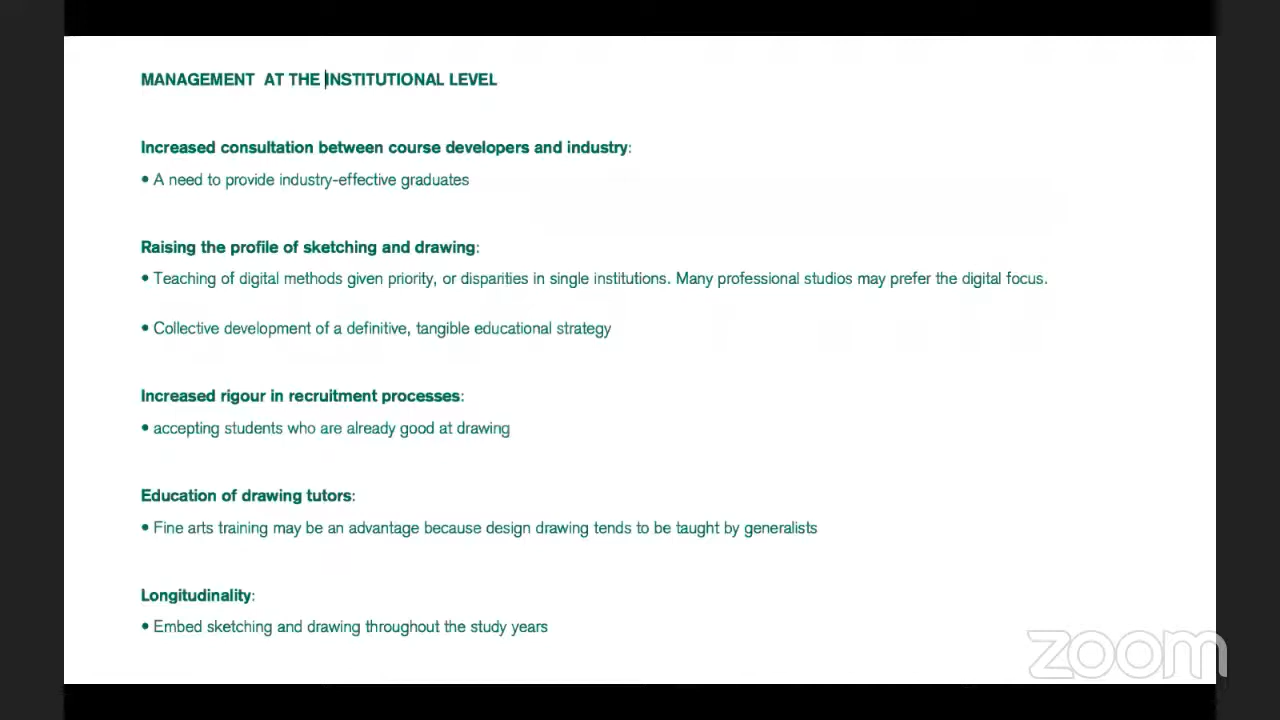 MANAGEMENT  AT THE INSTITUTIONAL LEVEL
Increased consultation between course developers and industry:
• A need to provide industry-effective graduates
Raising the profile of sketching and drawing:
• Teaching of digital methods given priority, or disparities in single institutions. Many professional studios may prefer the digital focus.
• Collective development of a definitive, tangible educational strategy
Increased rigour in recruitment processes:
• accepting students who are already good at drawing
Education of drawing tutors:
• Fine arts training may be an advantage because design drawing tends to be taught by generalists
Longitudinality:
• Embed sketching and drawing throughout the study years
zoom